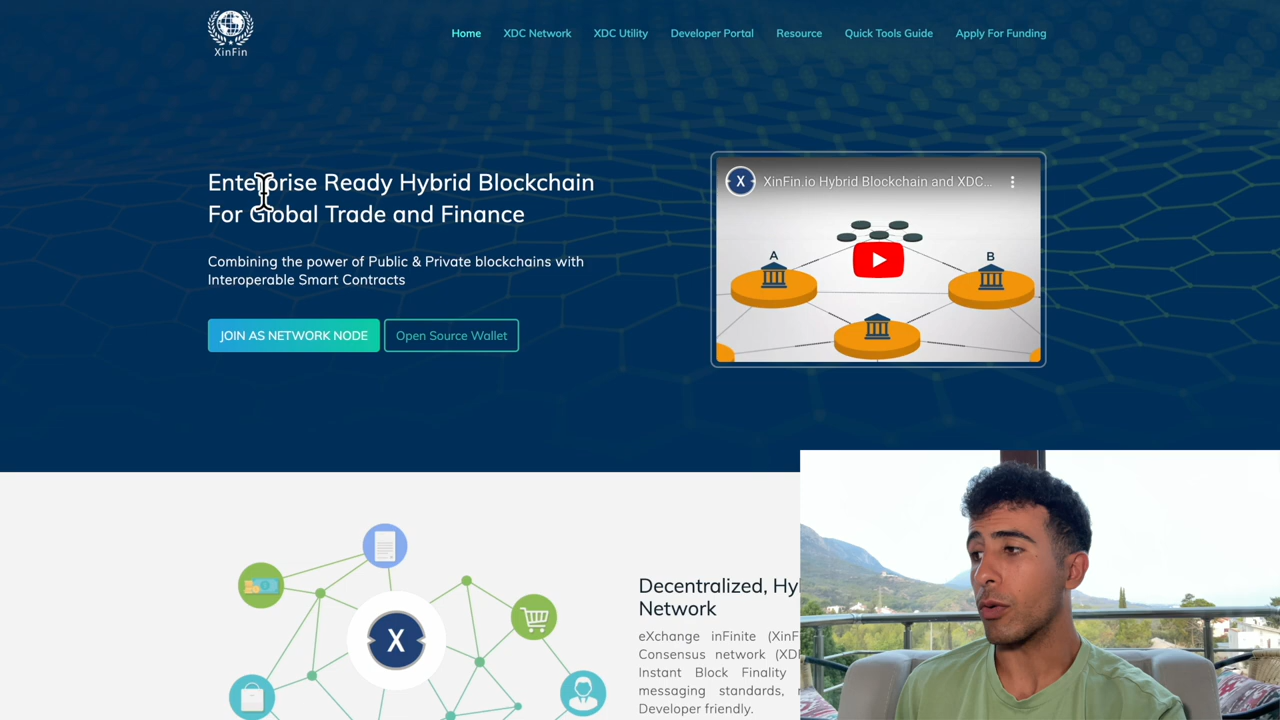 XinFin
Home
XDC Network
XDC Utility
Developer Portal
Resource
Quick Tools Guide
Apply For Funding
Enterprise Ready Hybrid Blockchain
For Global Trade and Finance
Combining the power of Public & Private blockchains with
Interoperable Smart Contracts
JOIN AS NETWORK NODE
Open Source Wallet
X
XinFin.io Hybrid Blockchain and XDC...
A
B
X
Decentralized, Hy
Network
eXchange inFinite (XinF
Consensus network (XD
Instant Block Finality
messaging standards,
Developer friendly.